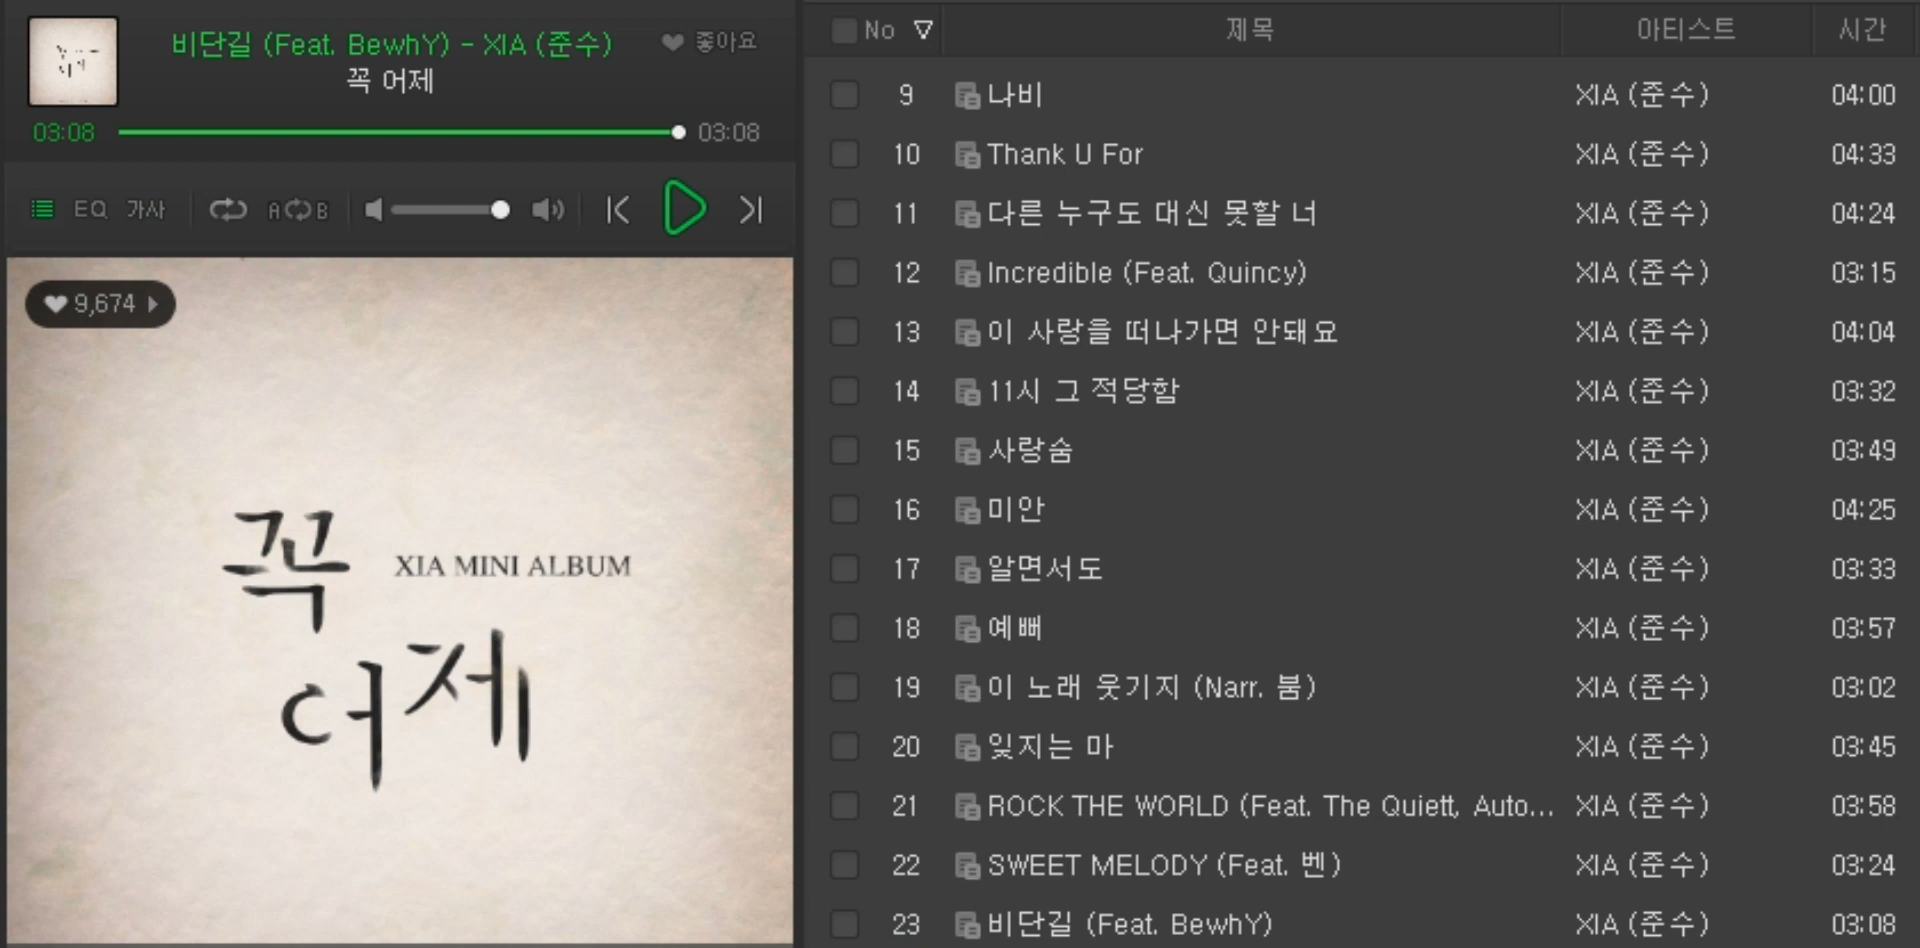 비단길 (Feat. BewhY) - XIA (준수)
좋아요
꼭 어제
03:08 03:08
EQ 가사 A B
9,674
꼭 XIA MINI ALBUM
어제
No 제목 아티스트 시간
9 나비 XIA (준수) 04:00
10 Thank U For XIA (준수) 04:33
11 다른 누구도 대신 못할 너 XIA (준수) 04:24
12 Incredible (Feat. Quincy) XIA (준수) 03:15
13 이 사랑을 떠나가면 안돼요 XIA (준수) 04:04
14 11시 그 적당함 XIA (준수) 03:32
15 사랑숨 XIA (준수) 03:49
16 미안 XIA (준수) 04:25
17 알면서도 XIA (준수) 03:33
18 예뻐 XIA (준수) 03:57
19 이 노래 웃기지 (Narr. 붐) XIA (준수) 03:02
20 잊지는 마 XIA (준수) 03:45
21 ROCK THE WORLD (Feat. The Quiett, Auto... XIA (준수) 03:58
22 SWEET MELODY (Feat. 벤) XIA (준수) 03:24
23 비단길 (Feat. BewhY) XIA (준수) 03:08